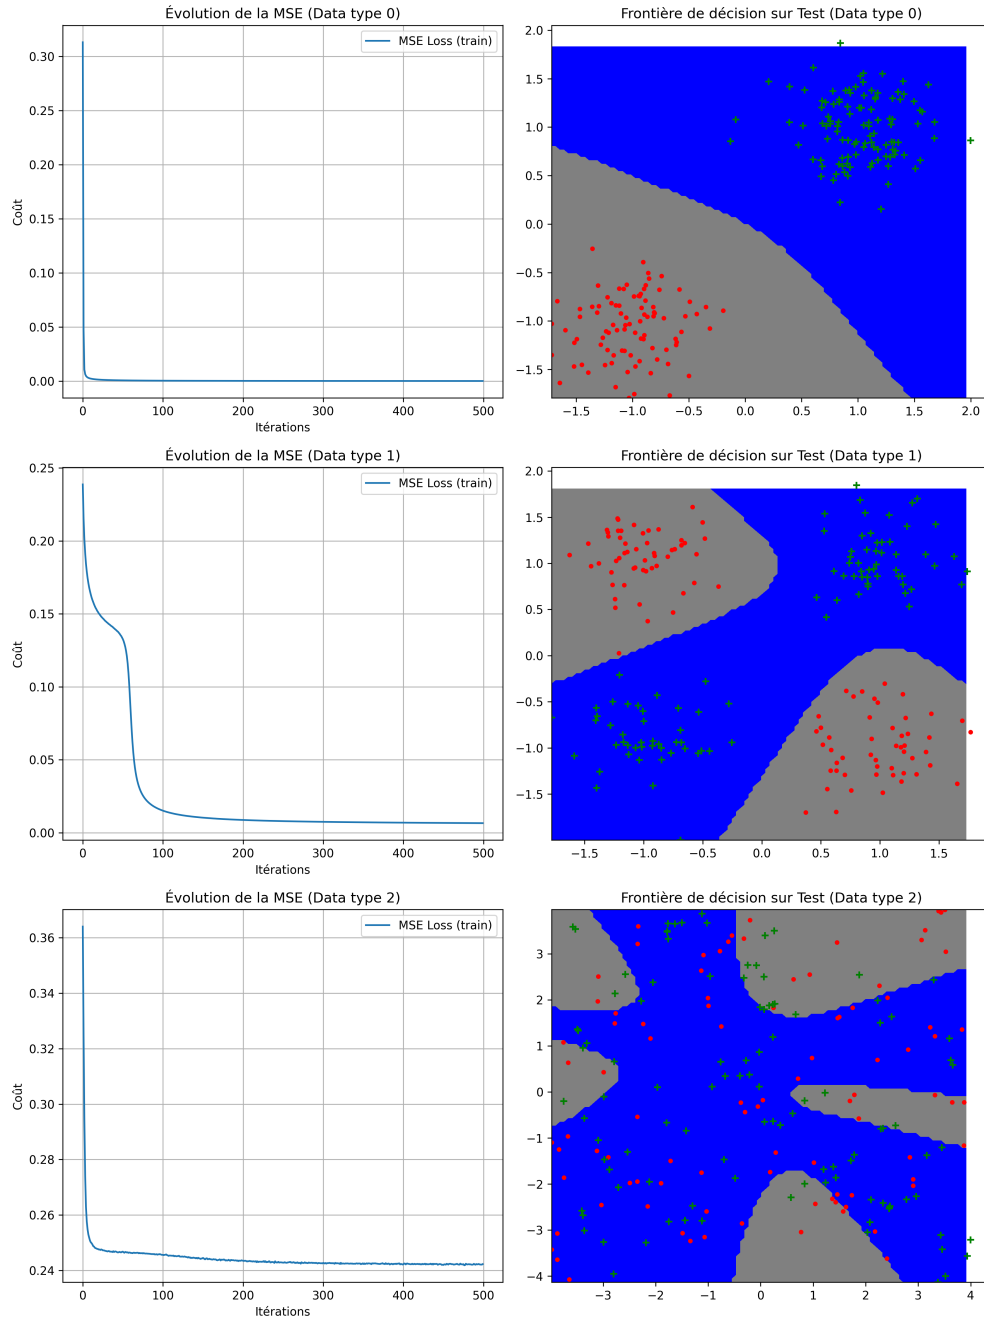 Évolution de la MSE (Data type 0)
MSE Loss (train)
0.30
0.25
0.20
0.15
0.10
0.05
0.00
Coût
0 100 200 300 400 500
Itérations
Frontière de décision sur Test (Data type 0)
2.0
1.5
1.0
0.5
0.0
−0.5
−1.0
−1.5
−1.5 −1.0 −0.5 0.0 0.5 1.0 1.5 2.0
Évolution de la MSE (Data type 1)
MSE Loss (train)
0.25
0.20
0.15
0.10
0.05
0.00
Coût
0 100 200 300 400 500
Itérations
Frontière de décision sur Test (Data type 1)
2.0
1.5
1.0
0.5
0.0
−0.5
−1.0
−1.5
−1.5 −1.0 −0.5 0.0 0.5 1.0 1.5
Évolution de la MSE (Data type 2)
MSE Loss (train)
0.36
0.34
0.32
0.30
0.28
0.26
0.24
Coût
0 100 200 300 400 500
Itérations
Frontière de décision sur Test (Data type 2)
3
2
1
0
−1
−2
−3
−4
−3 −2 −1 0 1 2 3 4